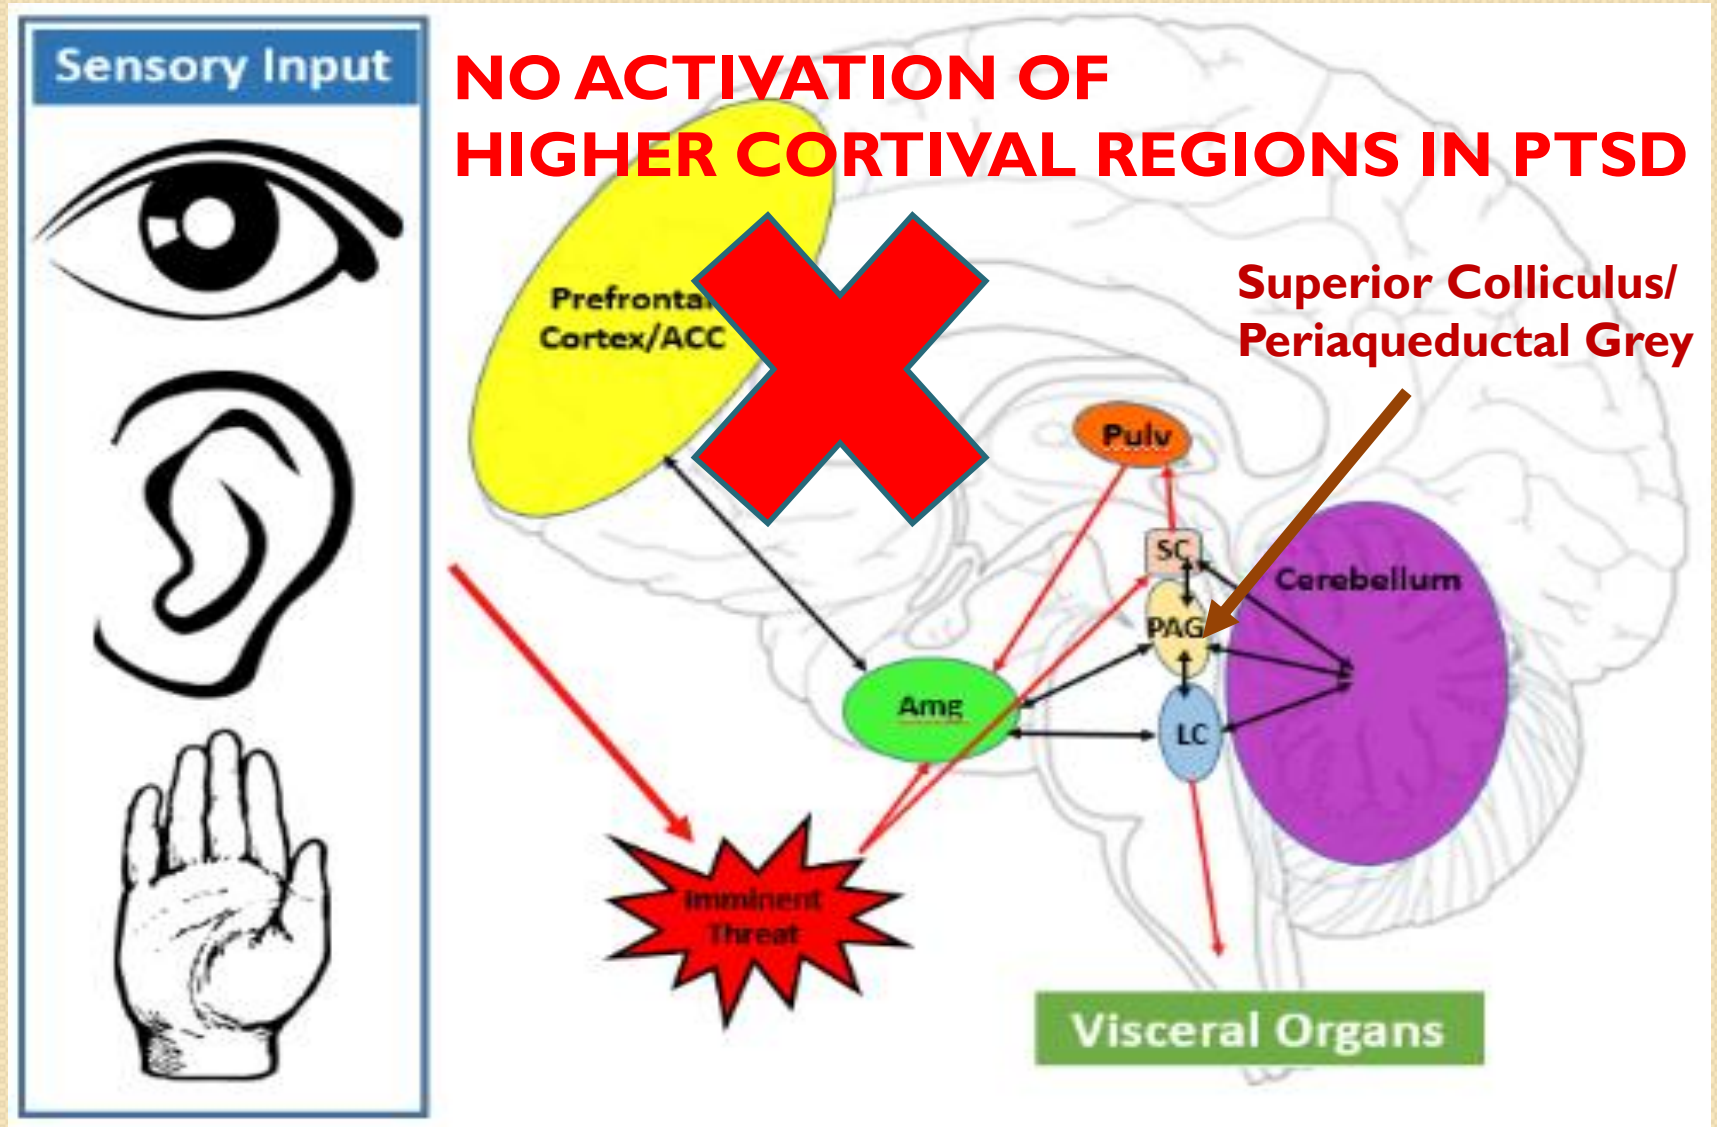 Sensory Input
NO ACTIVATION OF
HIGHER CORTIVAL REGIONS IN PTSD
Superior Colliculus/
Periaqueductal Grey
Prefrontal
Cortex/ACC
Pulv
SC
Cerebellum
PAG
Amg
LC
Imminent
Threat
Visceral Organs